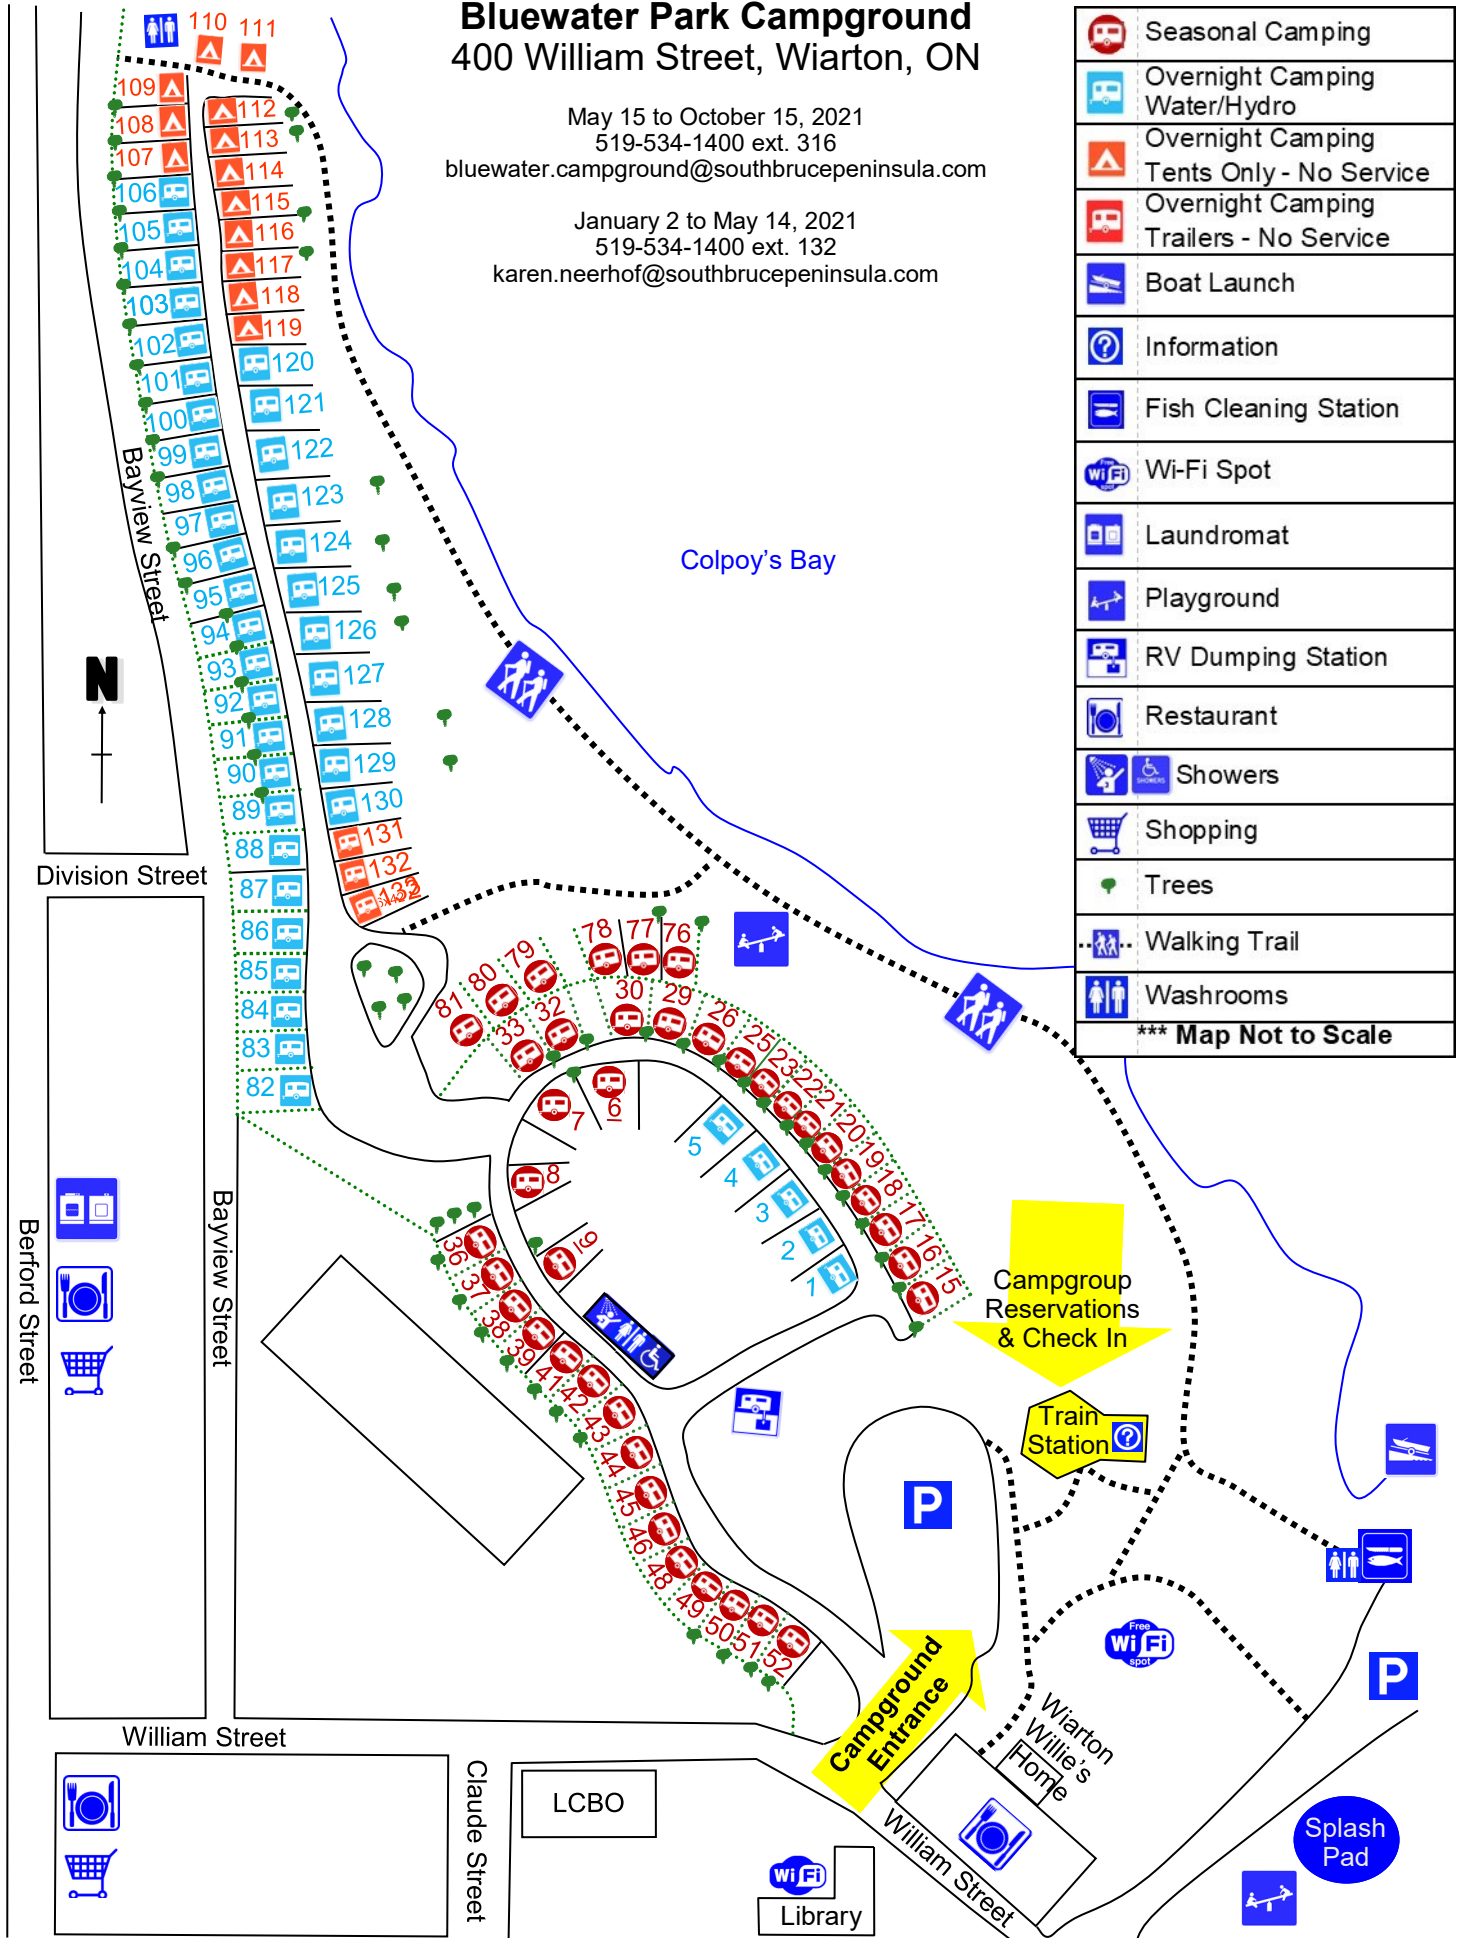 Bluewater Park Campground
400 William Street, Wiarton, ON
May 15 to October 15, 2021
519-534-1400 ext. 316
bluewater.campground@southbrucepeninsula.com
January 2 to May 14, 2021
519-534-1400 ext. 132
karen.neerhof@southbrucepeninsula.com
Seasonal Camping
Overnight Camping
Water/Hydro
Overnight Camping
Tents Only - No Service
Overnight Camping
Trailers - No Service
Boat Launch
Information
Fish Cleaning Station
Free
WiFi
spot
Wi-Fi Spot
Laundromat
Playground
RV Dumping Station
Restaurant
SHOWERS
Showers
Shopping
Trees
Walking Trail
Washrooms
*** Map Not to Scale
110
111
109
108
107
106
105
104
103
102
101
100
99
98
97
96
95
94
93
92
91
90
89
88
87
86
85
84
83
82
112
113
114
115
116
117
118
119
120
121
122
123
124
125
126
127
128
129
130
131
132
Bayview Street
N
Colpoy's Bay
Division Street
81
80
79
78
77
76
33
32
30
29
26
25
23
22
21
20
19
18
17
16
15
7
6
8
9
5
4
3
2
1
36
37
38
39
41
42
43
44
45
46
48
49
50
51
52
Berford Street
Bayview Street
Campgroup
Reservations
& Check In
Train
Station
P
Free
WiFi
spot
P
Campground
Entrance
Wiarton
Willie's
Home
William Street
Claude Street
LCBO
William Street
WiFi
Library
Splash
Pad